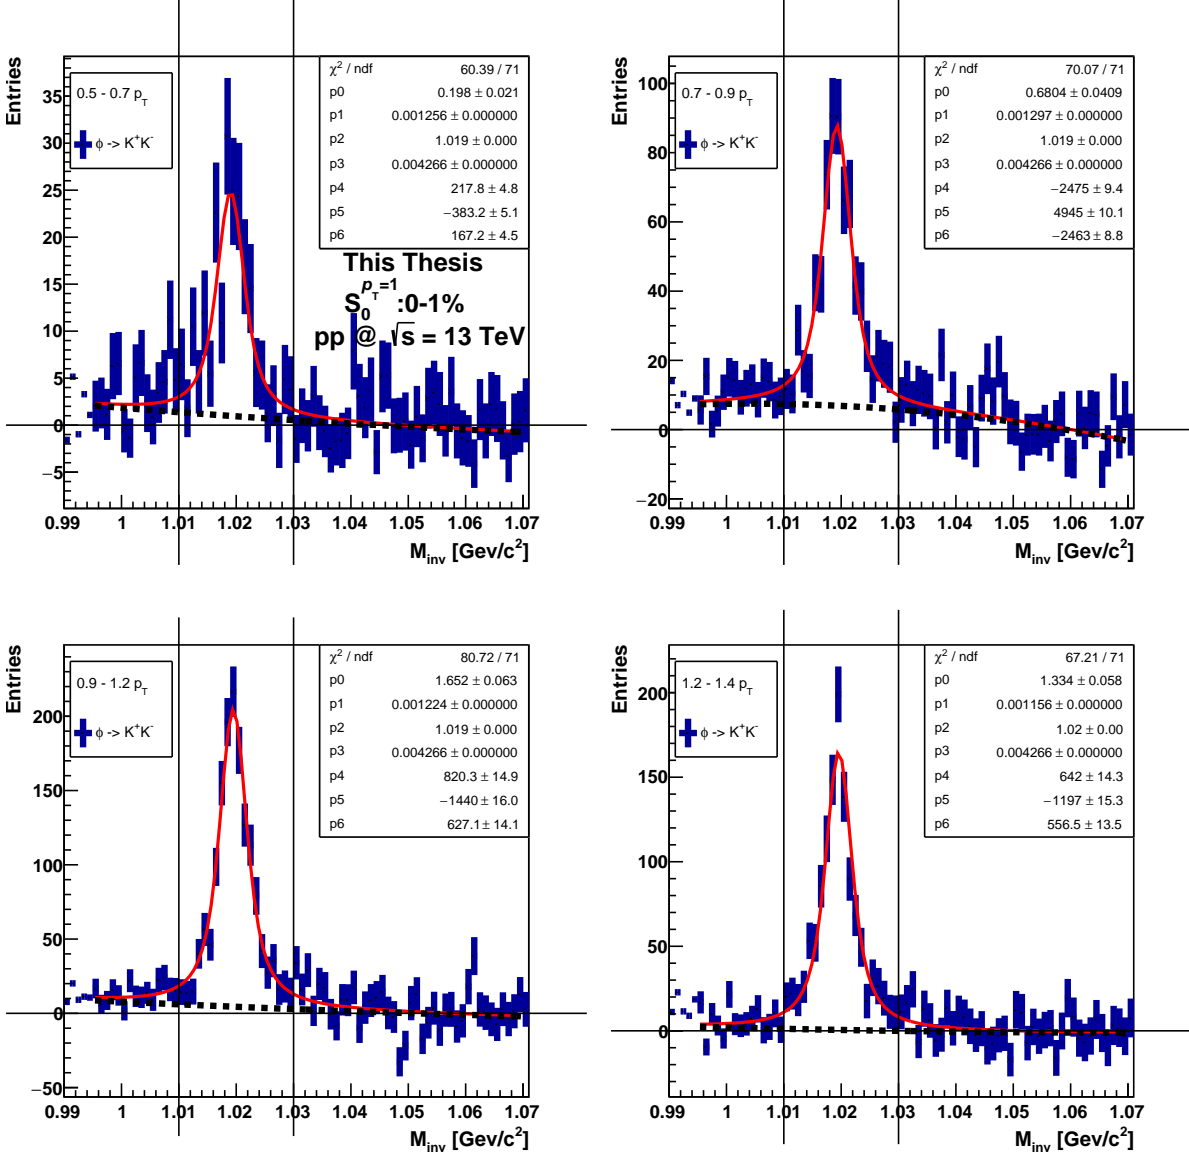 Entries
0.5 - 0.7 p_T
ϕ -> K⁺K⁻
χ² / ndf 60.39 / 71
p0 0.198 ± 0.021
p1 0.001256 ± 0.000000
p2 1.019 ± 0.000
p3 0.004266 ± 0.000000
p4 217.8 ± 4.8
p5 −383.2 ± 5.1
p6 167.2 ± 4.5
This Thesis
S_0^{p_T=1}:0-1%
pp @ √s = 13 TeV
35
30
25
20
15
10
5
0
−5
0.99 1 1.01 1.02 1.03 1.04 1.05 1.06 1.07
M_inv [Gev/c²]
Entries
0.7 - 0.9 p_T
ϕ -> K⁺K⁻
χ² / ndf 70.07 / 71
p0 0.6804 ± 0.0409
p1 0.001297 ± 0.000000
p2 1.019 ± 0.000
p3 0.004266 ± 0.000000
p4 −2475 ± 9.4
p5 4945 ± 10.1
p6 −2463 ± 8.8
100
80
60
40
20
0
−20
0.99 1 1.01 1.02 1.03 1.04 1.05 1.06 1.07
M_inv [Gev/c²]
Entries
0.9 - 1.2 p_T
ϕ -> K⁺K⁻
χ² / ndf 80.72 / 71
p0 1.652 ± 0.063
p1 0.001224 ± 0.000000
p2 1.019 ± 0.000
p3 0.004266 ± 0.000000
p4 820.3 ± 14.9
p5 −1440 ± 16.0
p6 627.1 ± 14.1
200
150
100
50
0
−50
0.99 1 1.01 1.02 1.03 1.04 1.05 1.06 1.07
M_inv [Gev/c²]
Entries
1.2 - 1.4 p_T
ϕ -> K⁺K⁻
χ² / ndf 67.21 / 71
p0 1.334 ± 0.058
p1 0.001156 ± 0.000000
p2 1.02 ± 0.00
p3 0.004266 ± 0.000000
p4 642 ± 14.3
p5 −1197 ± 15.3
p6 556.5 ± 13.5
200
150
100
50
0
0.99 1 1.01 1.02 1.03 1.04 1.05 1.06 1.07
M_inv [Gev/c²]